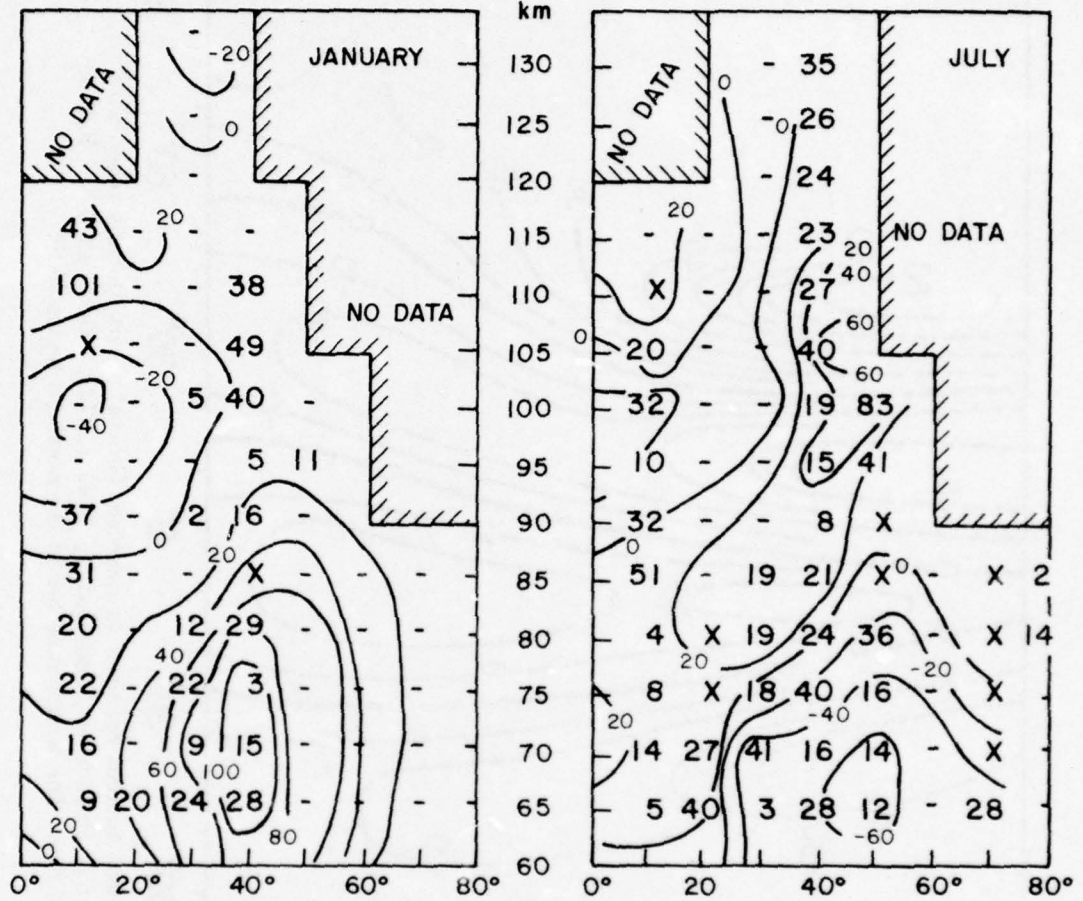 km
-20 JANUARY 130 - 35 JULY
NO DATA NO DATA 0
0 125 0 - 26
120 - 24
43 20 - - 115 20 - - 23 NO DATA
20
40
101 - - 38 110 X - 27
NO DATA 60
X - - 49 105 0 20 - - 40
-20 60
- 5 40 100 32 - - 19 83
-40
- - - 5 11 95 10 - - 15 41
37 - 2 16 90 32 - - 8 X
0 0
20
31 - - X - - 85 51 - 19 21 X 0 - X 2
20 - 12 29 - - 80 4 X 19 24 36 - X 14
40 20 -20
22 - 22 3 - - 75 8 X 18 40 16 - X
20 -40
16 - 9 15 - - 70 14 27 41 16 14 - X
60 100
9 20 24 28 - - 65 5 40 3 28 12 - 28
20 80 -60
0
60
0° 20° 40° 60° 80° 0° 20° 40° 60° 80°